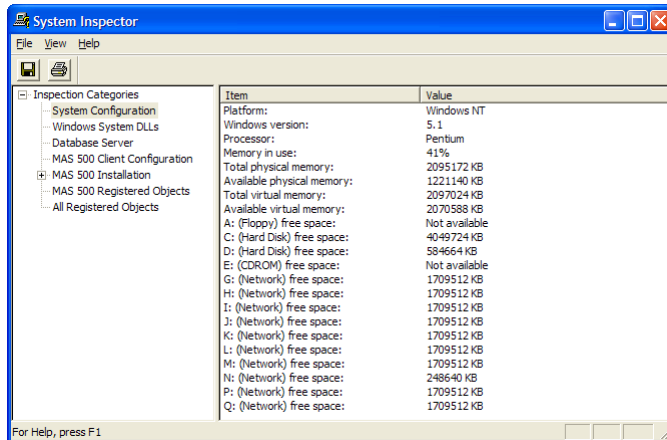 System Inspector
File View Help
Inspection Categories
System Configuration
Windows System DLLs
Database Server
MAS 500 Client Configuration
MAS 500 Installation
MAS 500 Registered Objects
All Registered Objects
Item Value
Platform: Windows NT
Windows version: 5.1
Processor: Pentium
Memory in use: 41%
Total physical memory: 2095172 KB
Available physical memory: 1221140 KB
Total virtual memory: 2097024 KB
Available virtual memory: 2070588 KB
A: (Floppy) free space: Not available
C: (Hard Disk) free space: 4049724 KB
D: (Hard Disk) free space: 584664 KB
E: (CDROM) free space: Not available
G: (Network) free space: 1709512 KB
H: (Network) free space: 1709512 KB
I: (Network) free space: 1709512 KB
J: (Network) free space: 1709512 KB
K: (Network) free space: 1709512 KB
L: (Network) free space: 1709512 KB
M: (Network) free space: 1709512 KB
N: (Network) free space: 248640 KB
P: (Network) free space: 1709512 KB
Q: (Network) free space: 1709512 KB
For Help, press F1